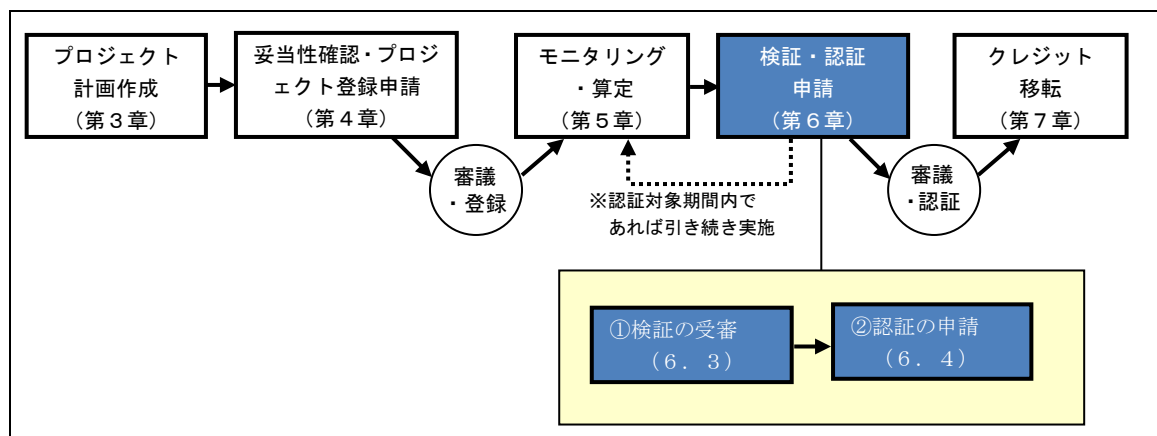 プロジェクト
計画作成
(第3章)
妥当性確認・プロジ
ェクト登録申請
(第4章)
モニタリング
・算定
(第5章)
検証・認証
申請
(第6章)
クレジット
移転
(第7章)
審議
・登録
審議
・認証
※認証対象期間内で
あれば引き続き実施
①検証の受審
(6.3)
②認証の申請
(6.4)